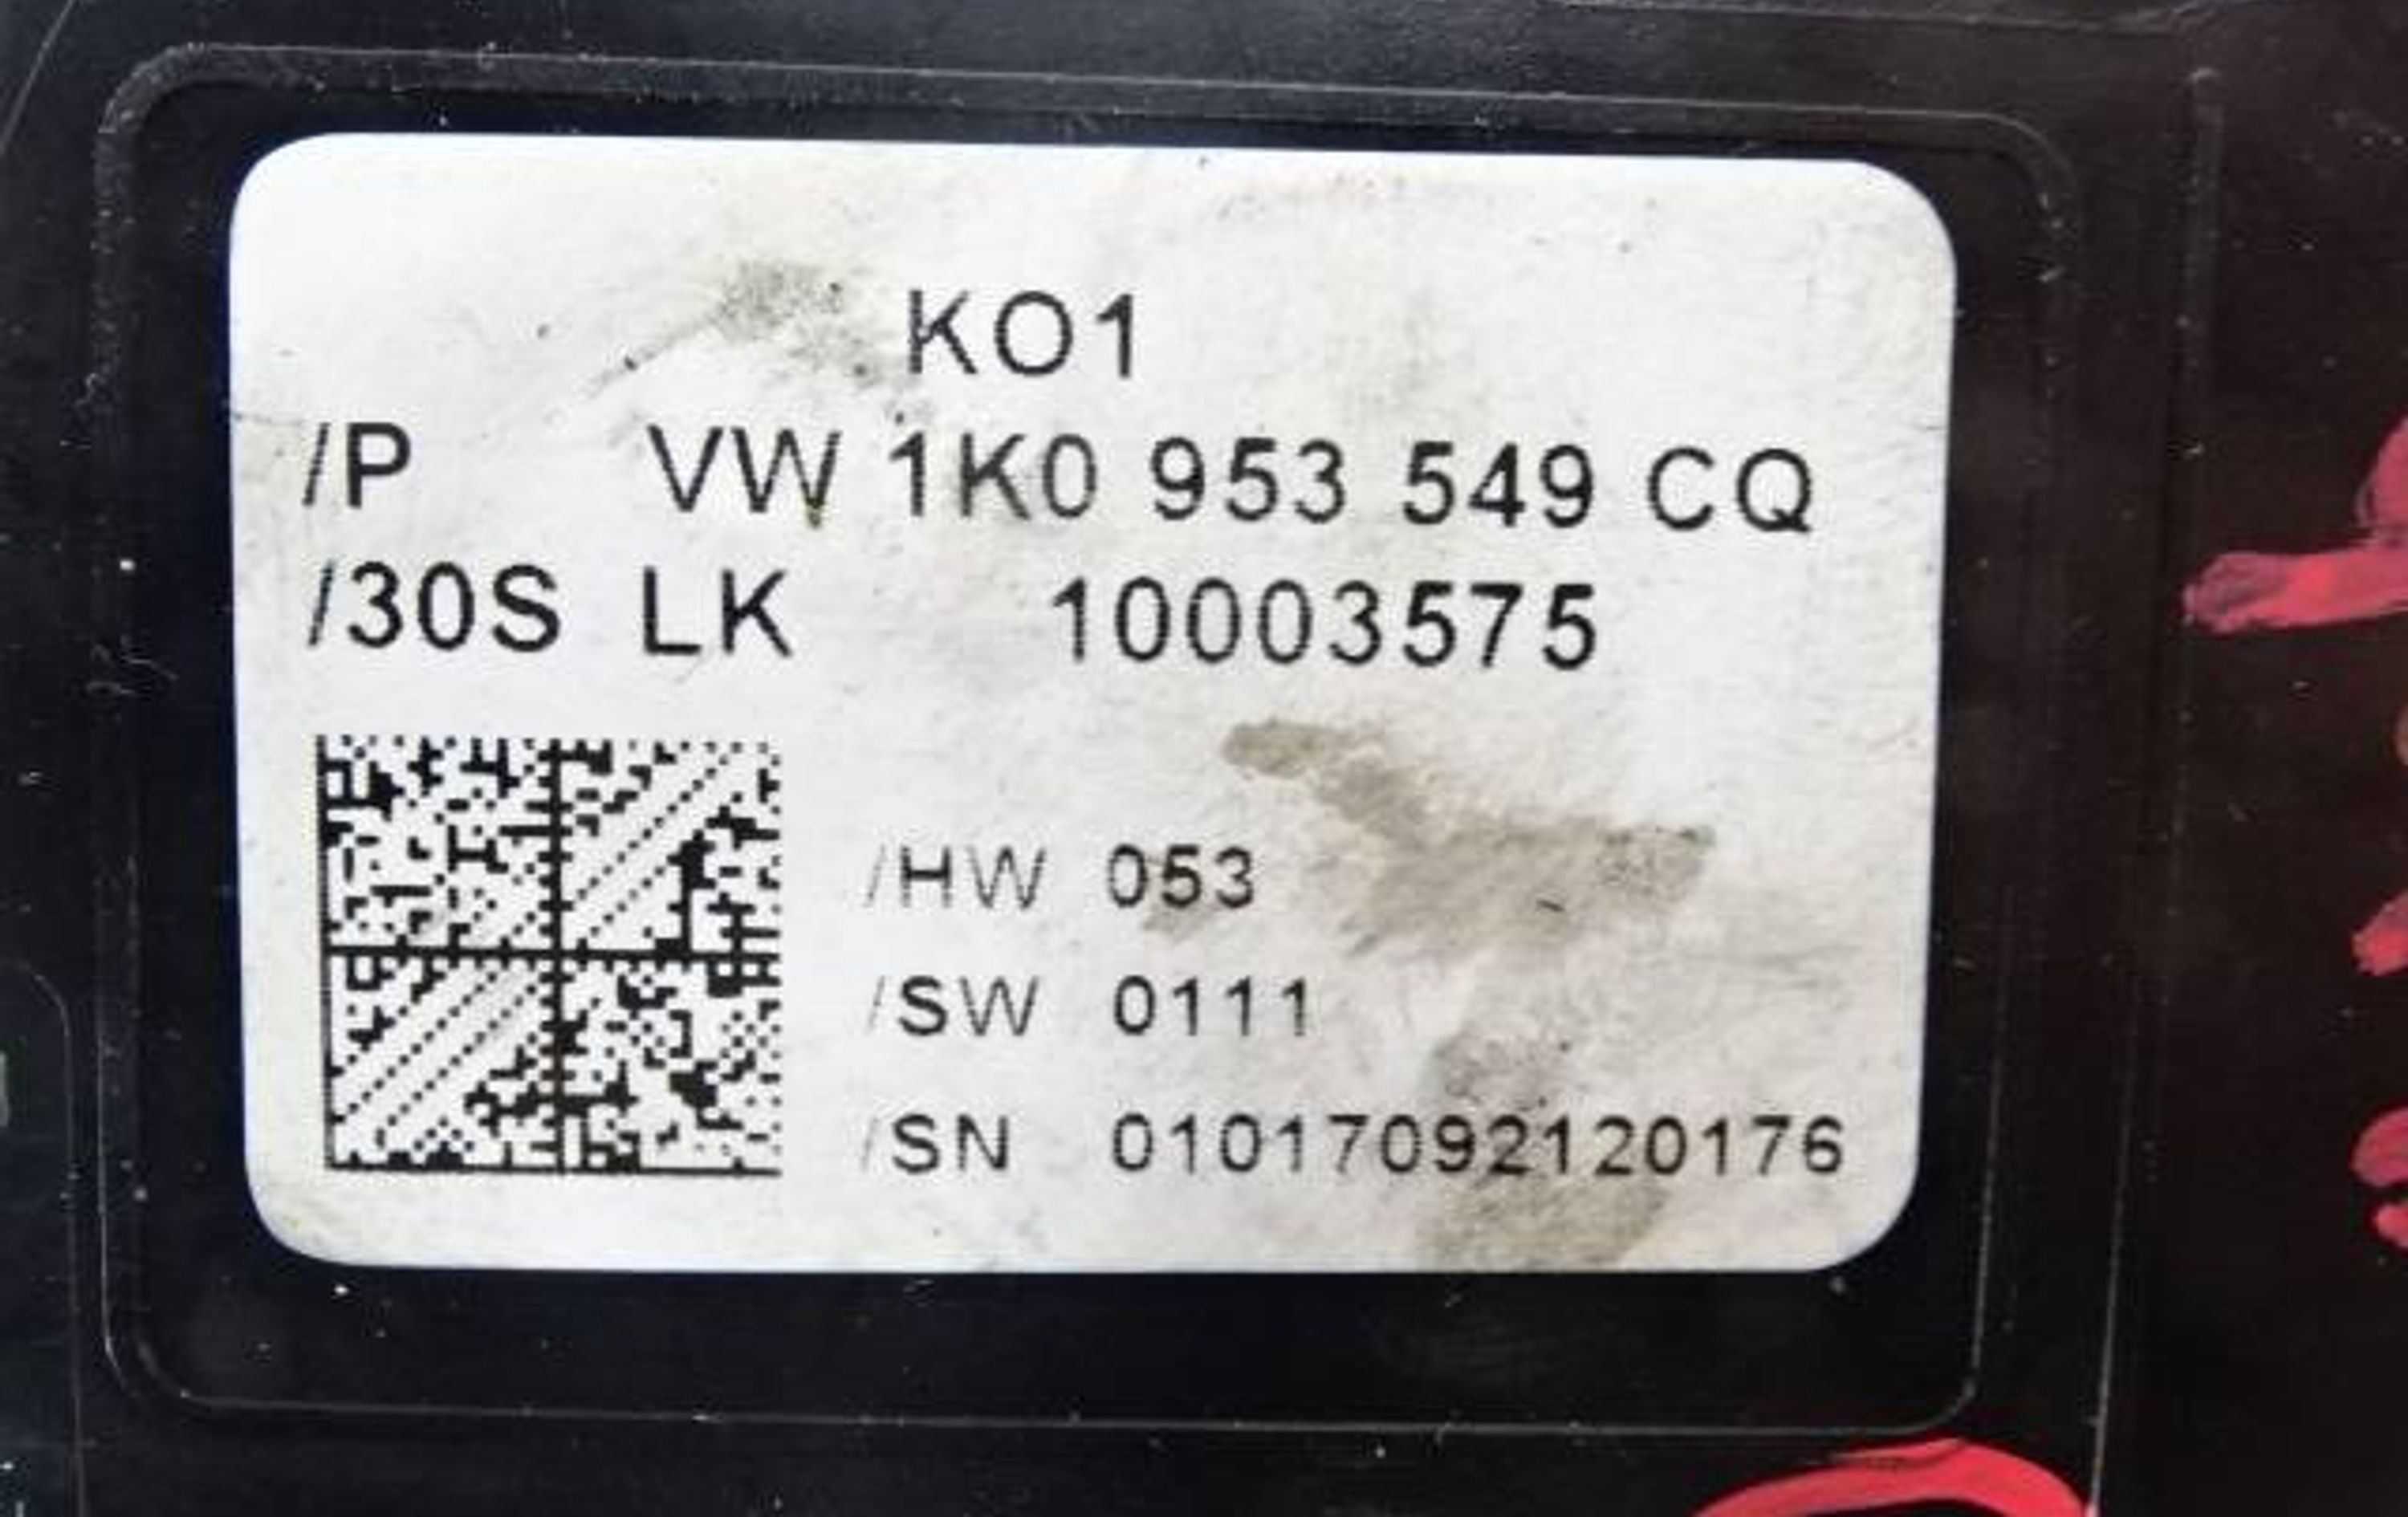 KO1
/P VW 1K0 953 549 CQ
/30S LK 10003575
/HW 053
/SW 0111
/SN 01017092120176